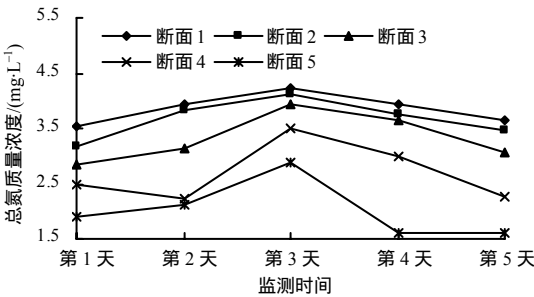 5.5
断面1 断面2 断面3
断面4 断面5
4.5
3.5
2.5
1.5
总氮质量浓度/(mg·L⁻¹)
第1天 第2天 第3天 第4天 第5天
监测时间